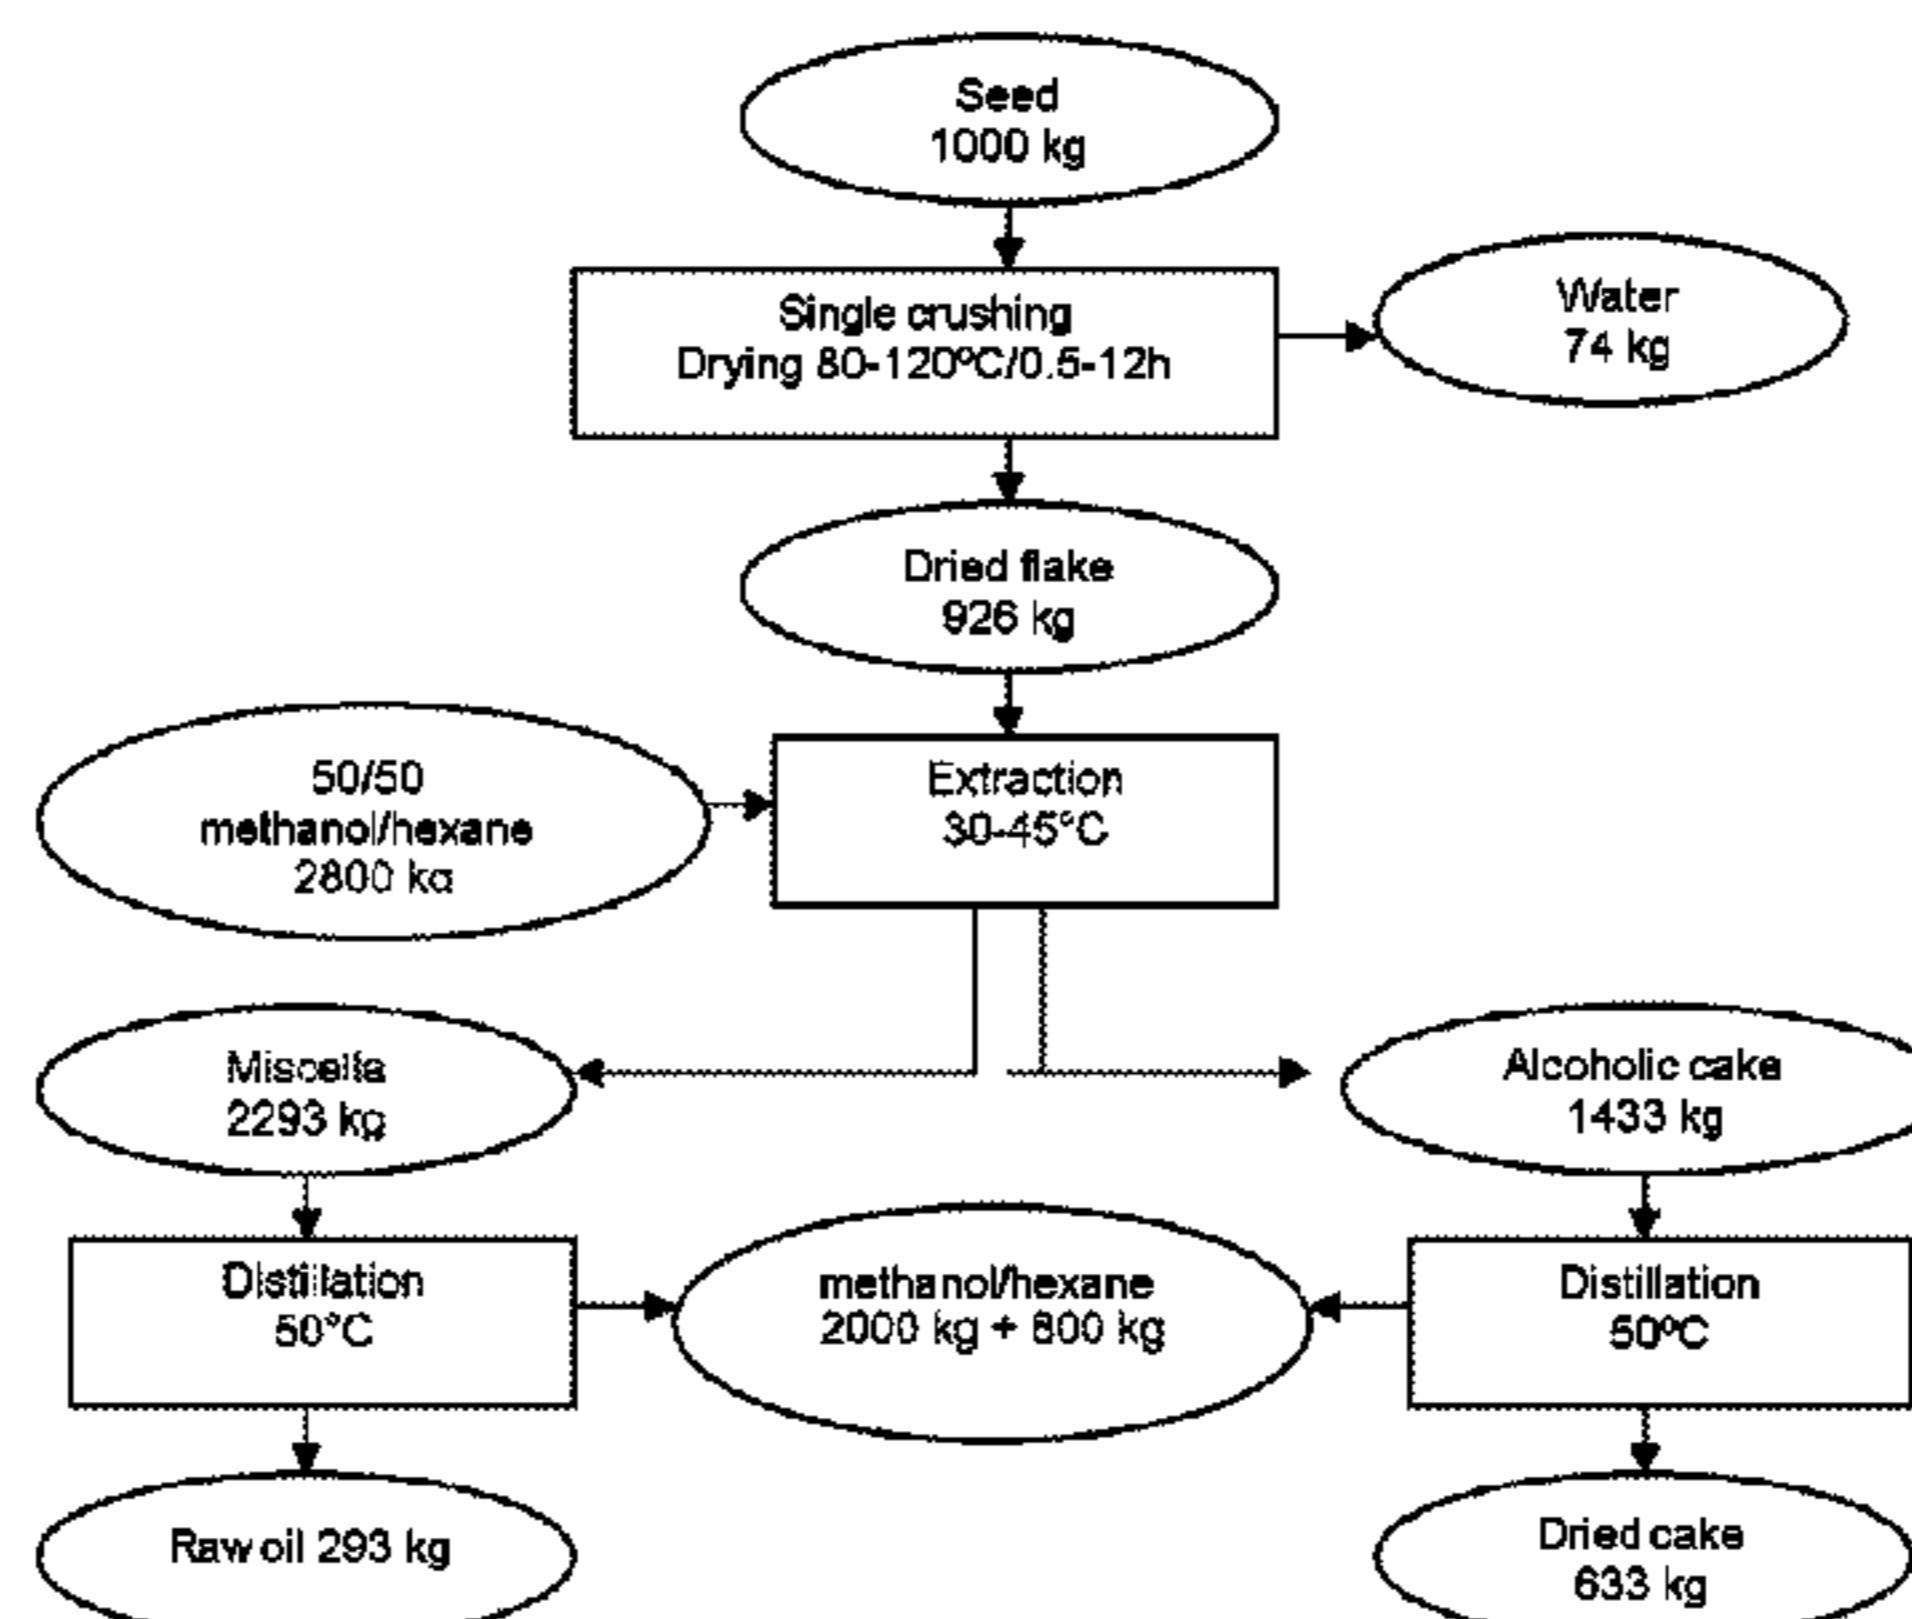 Seed
1000 kg
Single crushing
Drying 80-120ºC/0.5-12h
Water
74 kg
Dried flake
926 kg
50/50
methanol/hexane
2800 kg
Extraction
30-45°C
Miscella
2293 kg
Alcoholic cake
1433 kg
Distillation
50°C
methanol/hexane
2000 kg + 800 kg
Distillation
50ºC
Raw oil 293 kg
Dried cake
633 kg